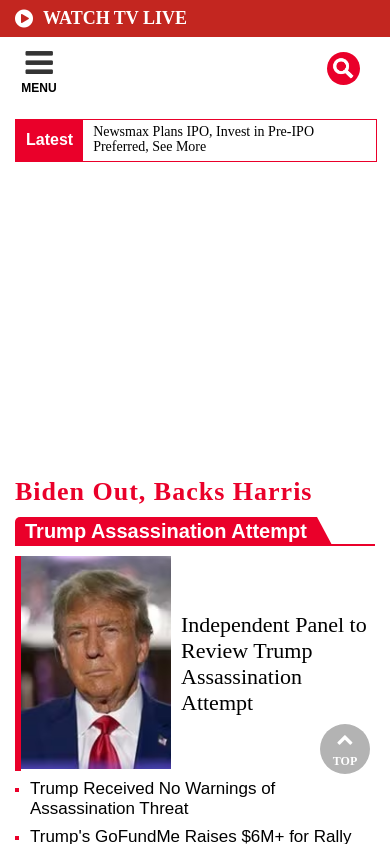 WATCH TV LIVE
MENU
Latest
Newsmax Plans IPO, Invest in Pre-IPO
Preferred, See More
Biden Out, Backs Harris
Trump Assassination Attempt
Independent Panel to
Review Trump
Assassination
Attempt
TOP
Trump Received No Warnings of
Assassination Threat
Trump's GoFundMe Raises $6M+ for Rally